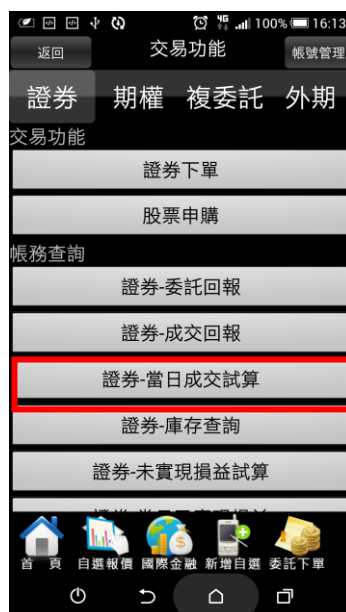 4G 100% 16:13
返回 交易功能 帳號管理
證券 期權 複委託 外期
交易功能
證券下單
股票申購
帳務查詢
證券-委託回報
證券-成交回報
證券-當日成交試算
證券-庫存查詢
證券-未實現損益試算
首 頁 自選報價 國際金融 新增自選 委託下單